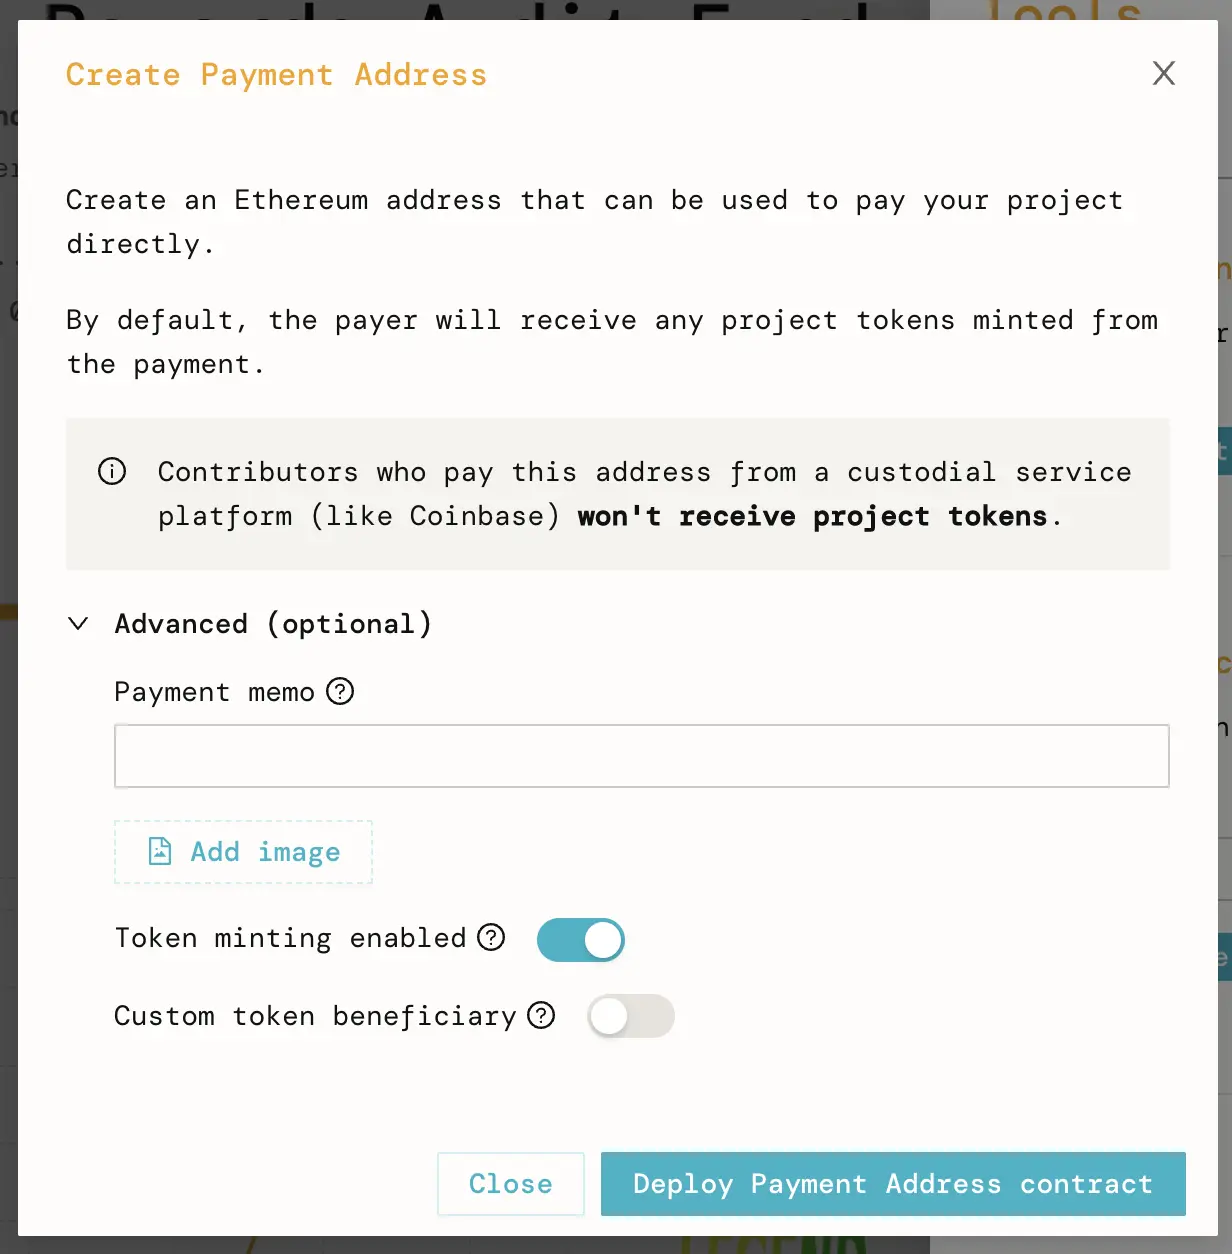 Tools
Create Payment Address
Create an Ethereum address that can be used to pay your project
directly.
By default, the payer will receive any project tokens minted from
the payment.
Contributors who pay this address from a custodial service
platform (like Coinbase) won't receive project tokens.
Advanced (optional)
Payment memo
Add image
Token minting enabled
Custom token beneficiary
Close
Deploy Payment Address contract